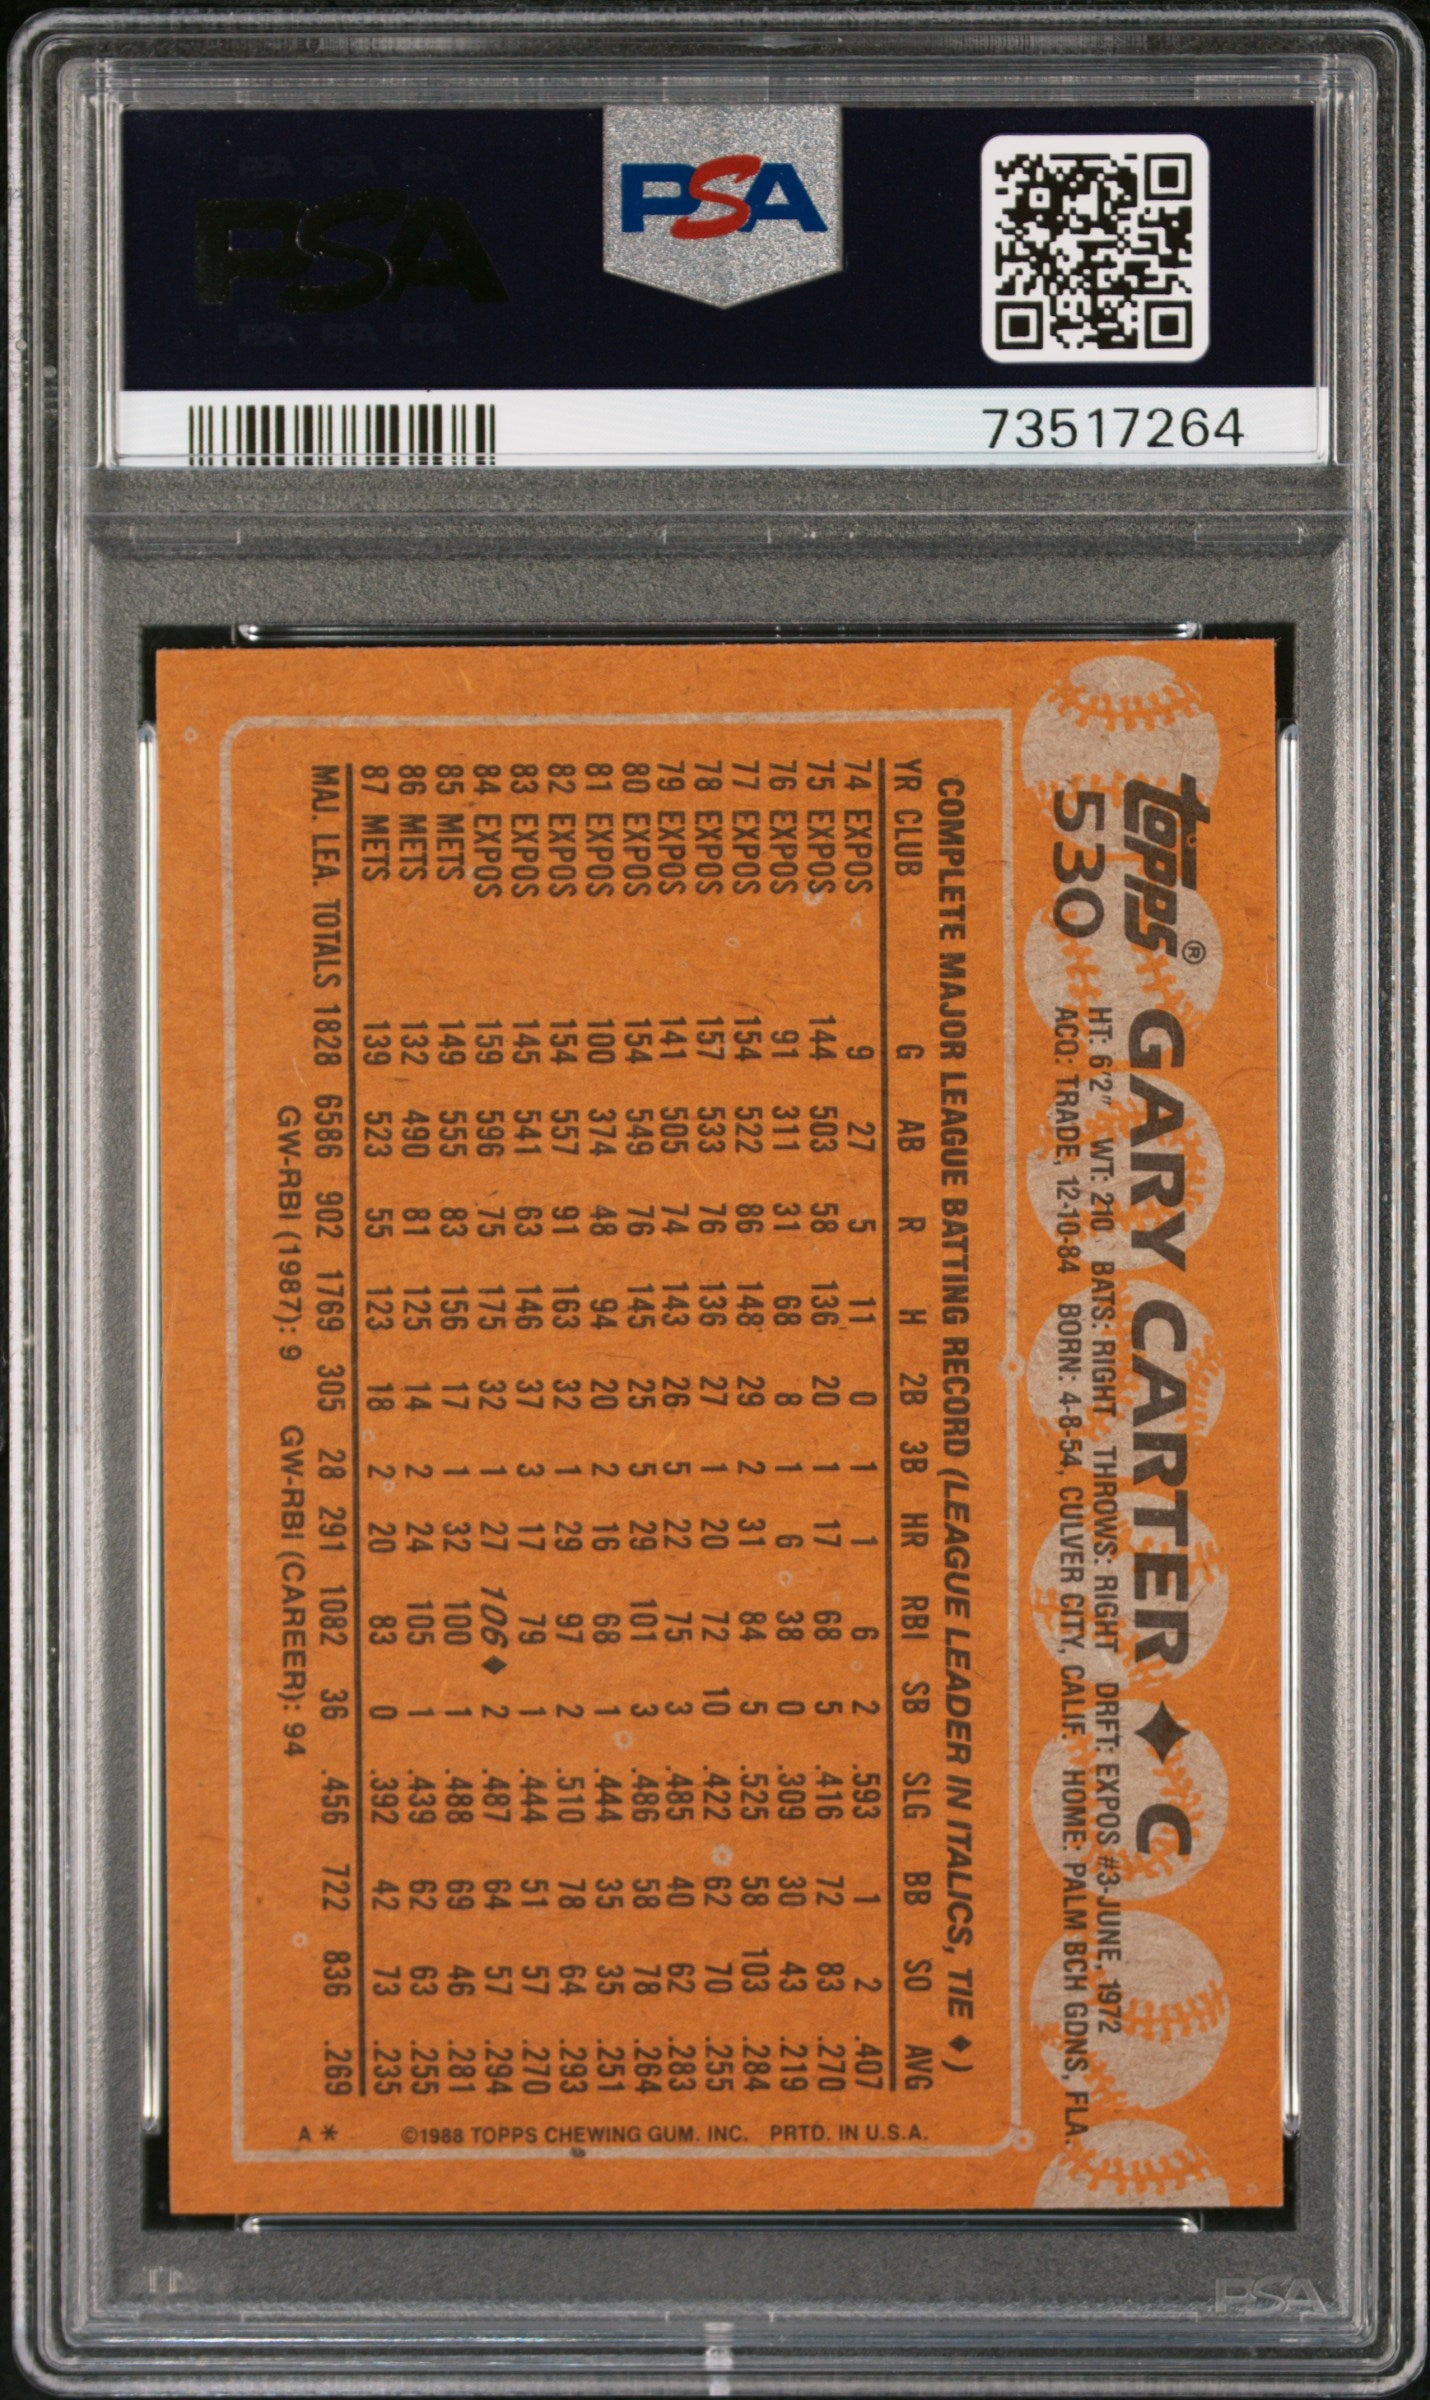 PSA PSA PSA
PSA
PSA PSA PSA
PSA
73517264
topps® GARY CARTER ♦ C
530
HT: 6'2" WT: 210 BATS: RIGHT THROWS: RIGHT DRFT: EXPOS #3-JUNE, 1972
ACQ: TRADE, 12-10-84 BORN: 4-8-54, CULVER CITY, CALIF. HOME: PALM BCH GDNS, FLA.
COMPLETE MAJOR LEAGUE BATTING RECORD (LEAGUE LEADER IN ITALICS, TIE ♦)
YR CLUB G AB R H 2B 3B HR RBI SB SLG BB SO AVG
74 EXPOS 9 27 5 11 0 1 1 6 2 .593 1 2 .407
75 EXPOS 144 503 58 136 20 1 17 68 5 .416 72 83 .270
76 EXPOS 91 311 31 68 8 1 6 38 0 .309 30 43 .219
77 EXPOS 154 522 86 148 29 2 31 84 5 .525 58 103 .284
78 EXPOS 157 533 76 136 27 1 20 72 10 .422 62 70 .255
79 EXPOS 141 505 74 143 26 5 22 75 3 .485 40 62 .283
80 EXPOS 154 549 76 145 25 5 29 101 3 .486 58 78 .264
81 EXPOS 100 374 48 94 20 2 16 68 1 .444 35 35 .251
82 EXPOS 154 557 91 163 32 1 29 97 2 .510 78 64 .293
83 EXPOS 145 541 63 146 37 3 17 79 1 .444 51 57 .270
84 EXPOS 159 596 75 175 32 1 27 106♦ 2 .487 64 57 .294
85 METS 149 555 83 156 17 1 32 100 1 .488 69 46 .281
86 METS 132 490 81 125 14 2 24 105 1 .439 62 63 .255
87 METS 139 523 55 123 18 2 20 83 0 .392 42 73 .235
MAJ. LEA. TOTALS 1828 6586 902 1769 305 28 291 1082 36 .456 722 836 .269
GW-RBI (1987): 9 GW-RBI (CAREER): 94
©1988 TOPPS CHEWING GUM, INC. PRTD. IN U.S.A.
A *
PSA